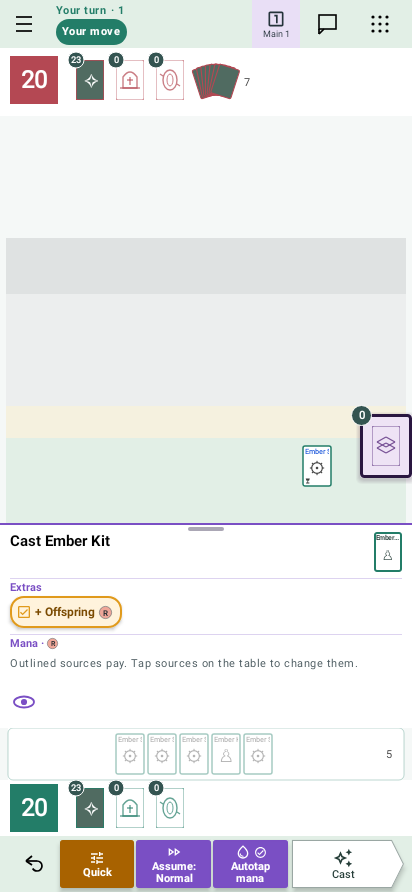 Your turn · 1
Your move
1
Main 1
20
23
0
0
7
0
Cast Ember Kit
Ember...
Extras
+ Offspring R
Mana · R
Outlined sources pay. Tap sources on the table to change them.
5
20
23
0
0
Quick
Assume:
Normal
Autotap
mana
Cast